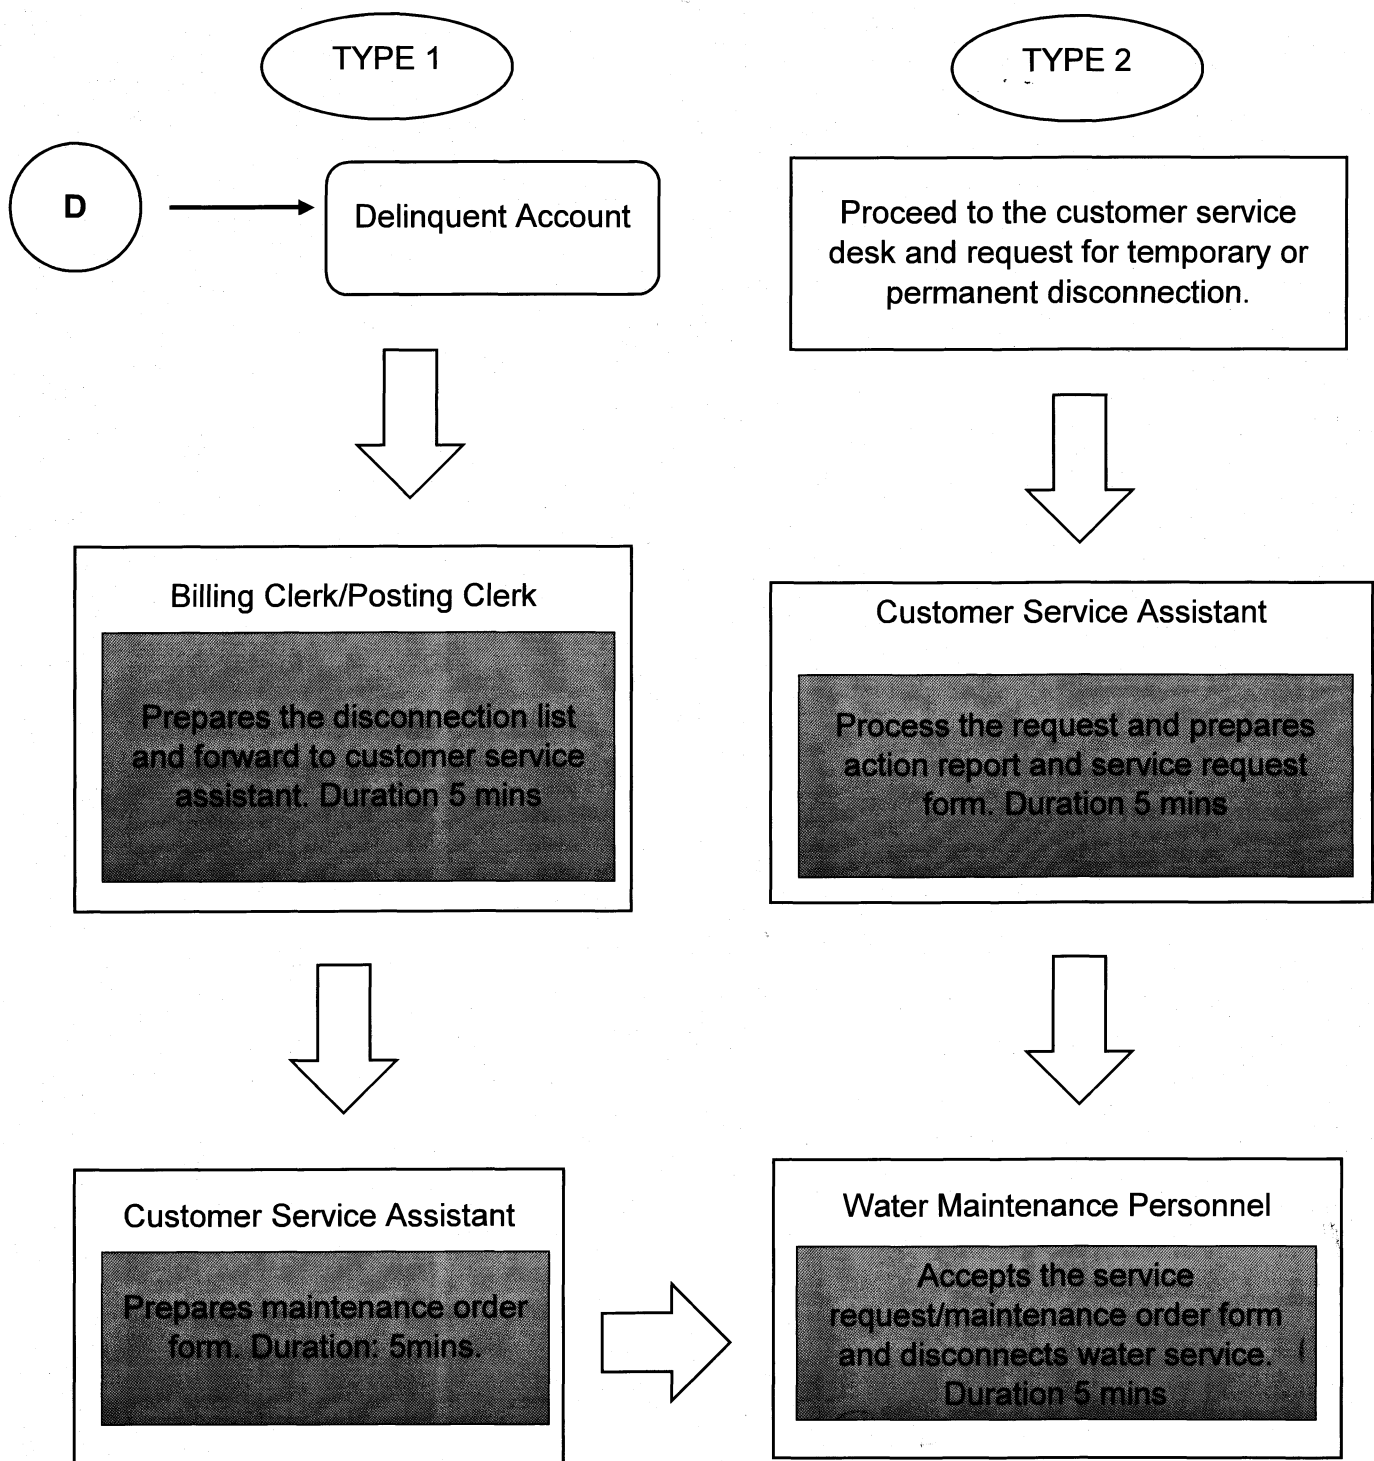 TYPE 1
D
Delinquent Account
Billing Clerk/Posting Clerk
Prepares the disconnection list
and forward to customer service
assistant. Duration 5 mins
Customer Service Assistant
Prepares maintenance order
form. Duration: 5mins.
TYPE 2
Proceed to the customer service
desk and request for temporary or
permanent disconnection.
Customer Service Assistant
Process the request and prepares
action report and service request
form. Duration 5 mins
Water Maintenance Personnel
Accepts the service
request/maintenance order form
and disconnects water service.
Duration 5 mins